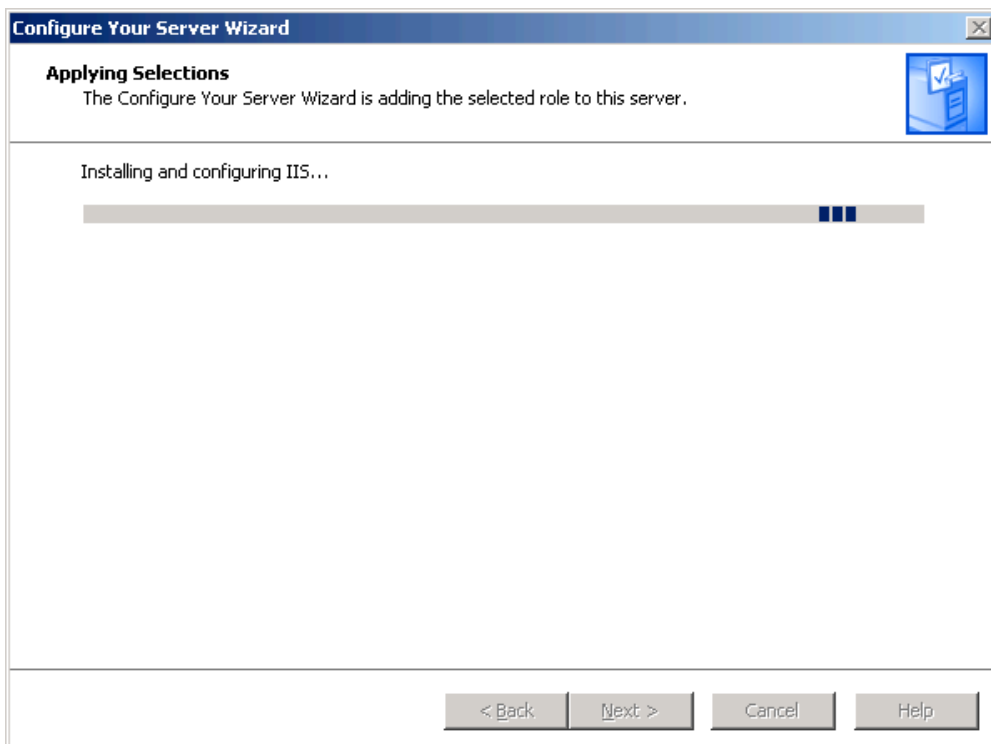 Configure Your Server Wizard
Applying Selections
The Configure Your Server Wizard is adding the selected role to this server.
Installing and configuring IIS...
< Back Next > Cancel Help